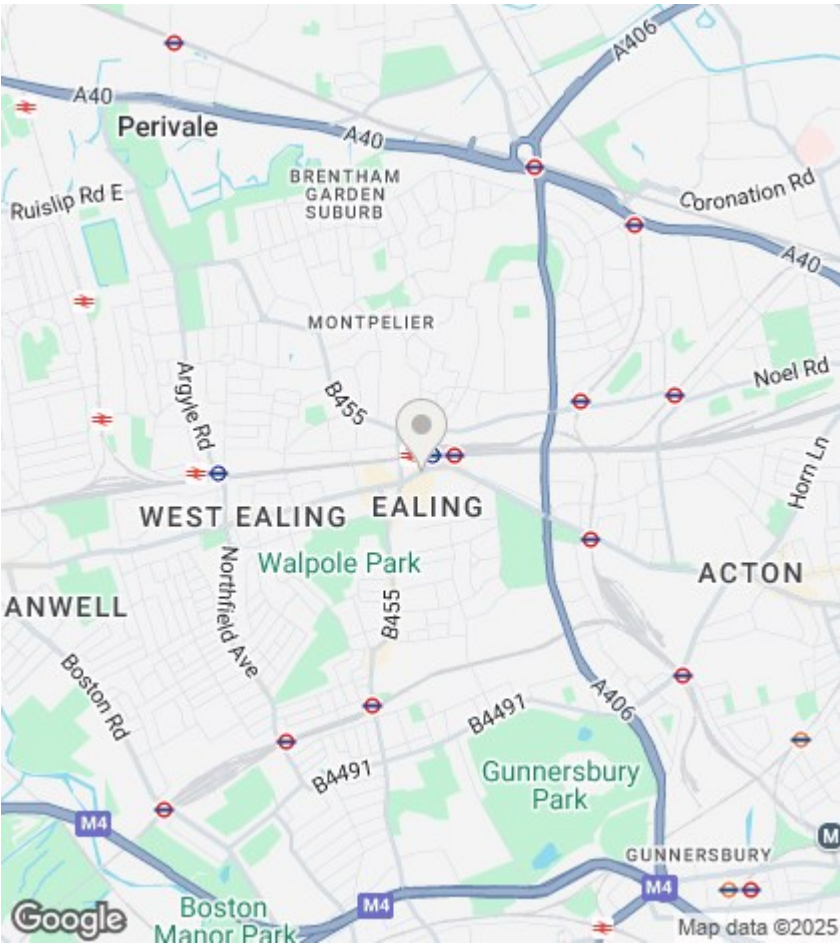 A406
A40
Perivale
A40
BRENTHAM
GARDEN
SUBURB
Coronation Rd
Ruislip Rd E
A40
MONTPELIER
Argyle Rd
B455
Noel Rd
Horn Ln
WEST EALING
EALING
Walpole Park
ACTON
Northfield Ave
B455
ANWELL
Boston Rd
A406
B4491
B4491
Gunnersbury
Park
M4
M
GUNNERSBURY
M4
M4
Boston
Manor Park
Google
Map data ©2025